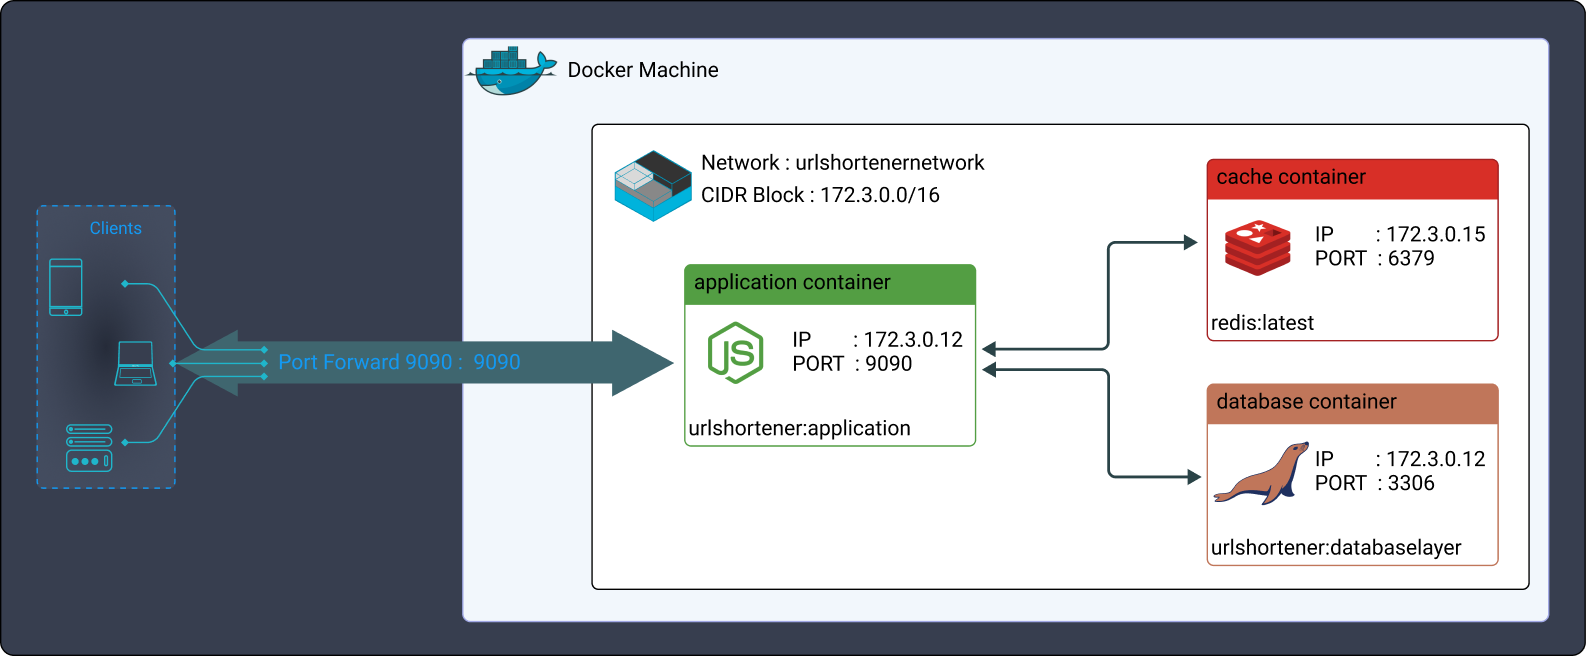 Docker Machine
Network : urlshortenernetwork
CIDR Block : 172.3.0.0/16
Clients
Port Forward 9090 : 9090
application container
JS
IP : 172.3.0.12
PORT : 9090
urlshortener:application
cache container
IP : 172.3.0.15
PORT : 6379
redis:latest
database container
IP : 172.3.0.12
PORT : 3306
urlshortener:databaselayer